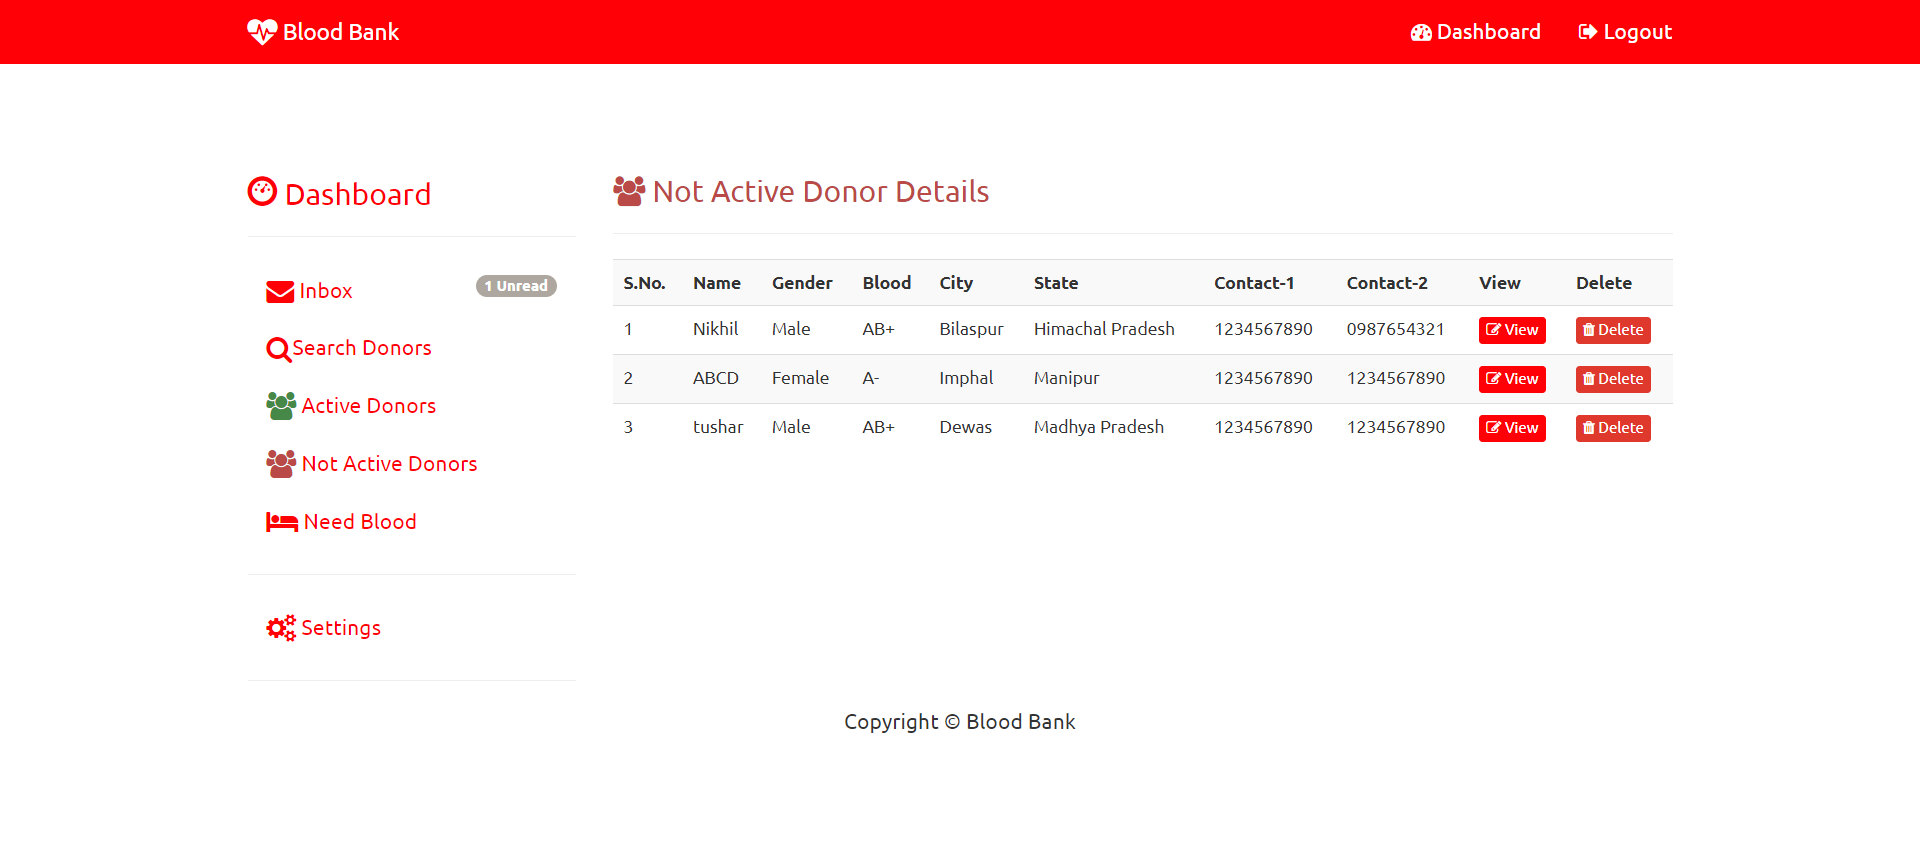 Blood Bank Dashboard Logout
Dashboard
Inbox 1 Unread
Search Donors
Active Donors
Not Active Donors
Need Blood
Settings
Not Active Donor Details
S.No. Name Gender Blood City State Contact-1 Contact-2 View Delete
1 Nikhil Male AB+ Bilaspur Himachal Pradesh 1234567890 0987654321 View Delete
2 ABCD Female A- Imphal Manipur 1234567890 1234567890 View Delete
3 tushar Male AB+ Dewas Madhya Pradesh 1234567890 1234567890 View Delete
Copyright © Blood Bank